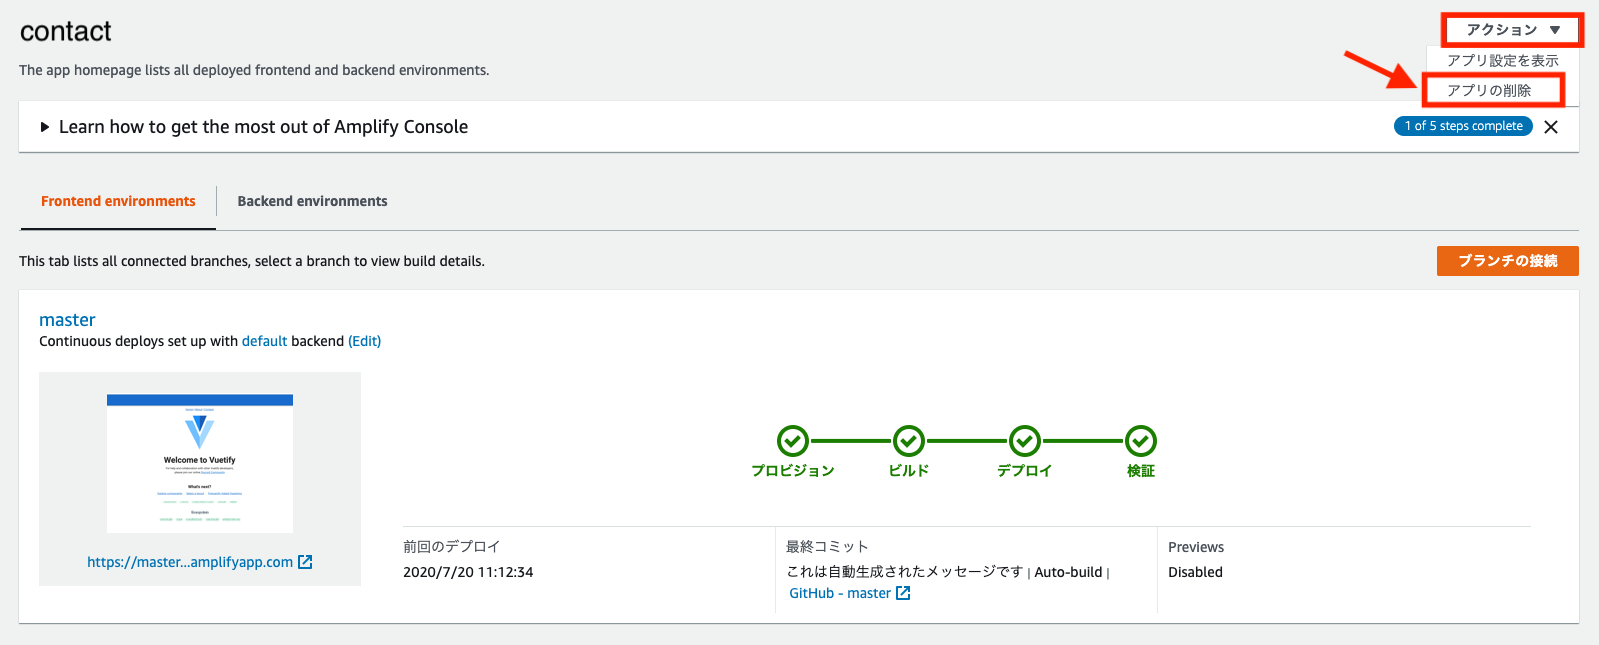 contact
アクション ▼
アプリ設定を表示
アプリの削除
The app homepage lists all deployed frontend and backend environments.
Learn how to get the most out of Amplify Console
1 of 5 steps complete
Frontend environments
Backend environments
This tab lists all connected branches, select a branch to view build details.
ブランチの接続
master
Continuous deploys set up with default backend (Edit)
Welcome to Vuetify
What's next?
https://master...amplifyapp.com
プロビジョン
ビルド
デプロイ
検証
前回のデプロイ
2020/7/20 11:12:34
最終コミット
これは自動生成されたメッセージです | Auto-build |
GitHub - master
Previews
Disabled